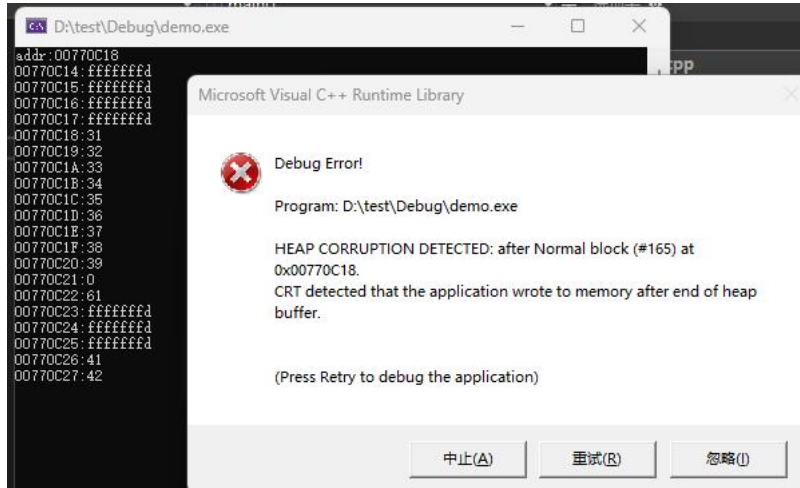 D:\test\Debug\demo.exe
addr:00770C18
00770C14:fffffffd
00770C15:fffffffd
00770C16:fffffffd
00770C17:fffffffd
00770C18:31
00770C19:32
00770C1A:33
00770C1B:34
00770C1C:35
00770C1D:36
00770C1E:37
00770C1F:38
00770C20:39
00770C21:0
00770C22:61
00770C23:fffffffd
00770C24:fffffffd
00770C25:fffffffd
00770C26:41
00770C27:42
cpp
Microsoft Visual C++ Runtime Library
Debug Error!
Program: D:\test\Debug\demo.exe
HEAP CORRUPTION DETECTED: after Normal block (#165) at
0x00770C18.
CRT detected that the application wrote to memory after end of heap
buffer.
(Press Retry to debug the application)
中止(A)
重试(R)
忽略(I)